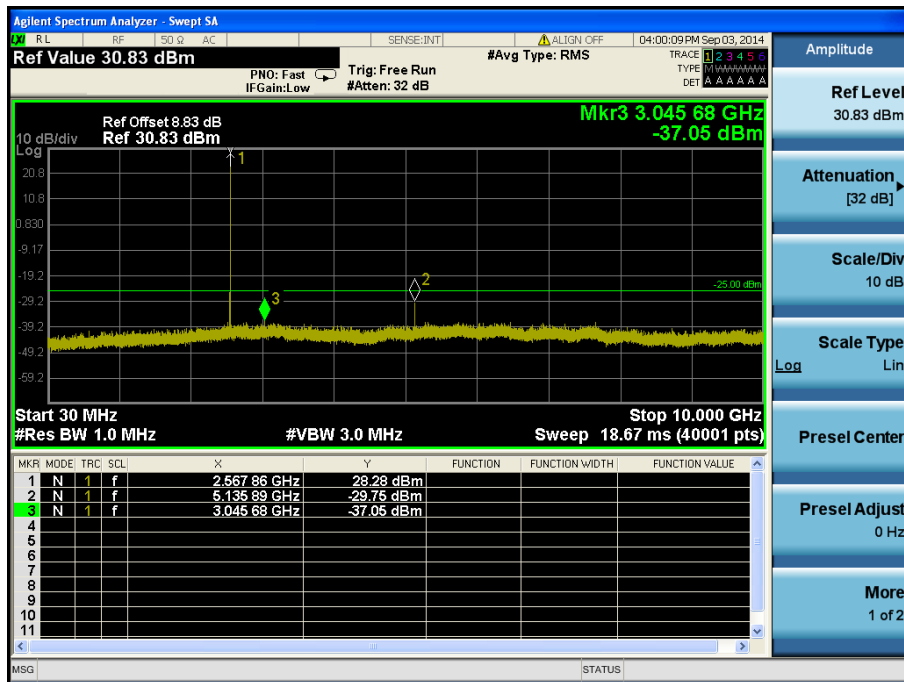 Agilent Spectrum Analyzer - Swept SA
LXI RL RF 50 Ω AC SENSE:INT ALIGN OFF 04:00:09 PM Sep 03, 2014
Ref Value 30.83 dBm
PNO: Fast
IFGain:Low
Trig: Free Run
#Atten: 32 dB
#Avg Type: RMS
TRACE 1 2 3 4 5 6
TYPE M W W W W W
DET A A A A A A
Mkr3 3.045 68 GHz
-37.05 dBm
Ref Offset 8.83 dB
10 dB/div Ref 30.83 dBm
Log
1
20.8
10.8
0.830
-9.17
-19.2
2
-25.00 dBm
-29.2
3
-39.2
-49.2
-59.2
Start 30 MHz Stop 10.000 GHz
#Res BW 1.0 MHz #VBW 3.0 MHz Sweep 18.67 ms (40001 pts)
MKR MODE TRC SCL X Y FUNCTION FUNCTION WIDTH FUNCTION VALUE
1 N 1 f 2.567 86 GHz 28.28 dBm
2 N 1 f 5.135 89 GHz -29.75 dBm
3 N 1 f 3.045 68 GHz -37.05 dBm
4
5
6
7
8
9
10
11
MSG STATUS
Amplitude
Ref Level
30.83 dBm
Attenuation
[32 dB]
Scale/Div
10 dB
Scale Type
Log Lin
Presel Center
Presel Adjust
0 Hz
More
1 of 2